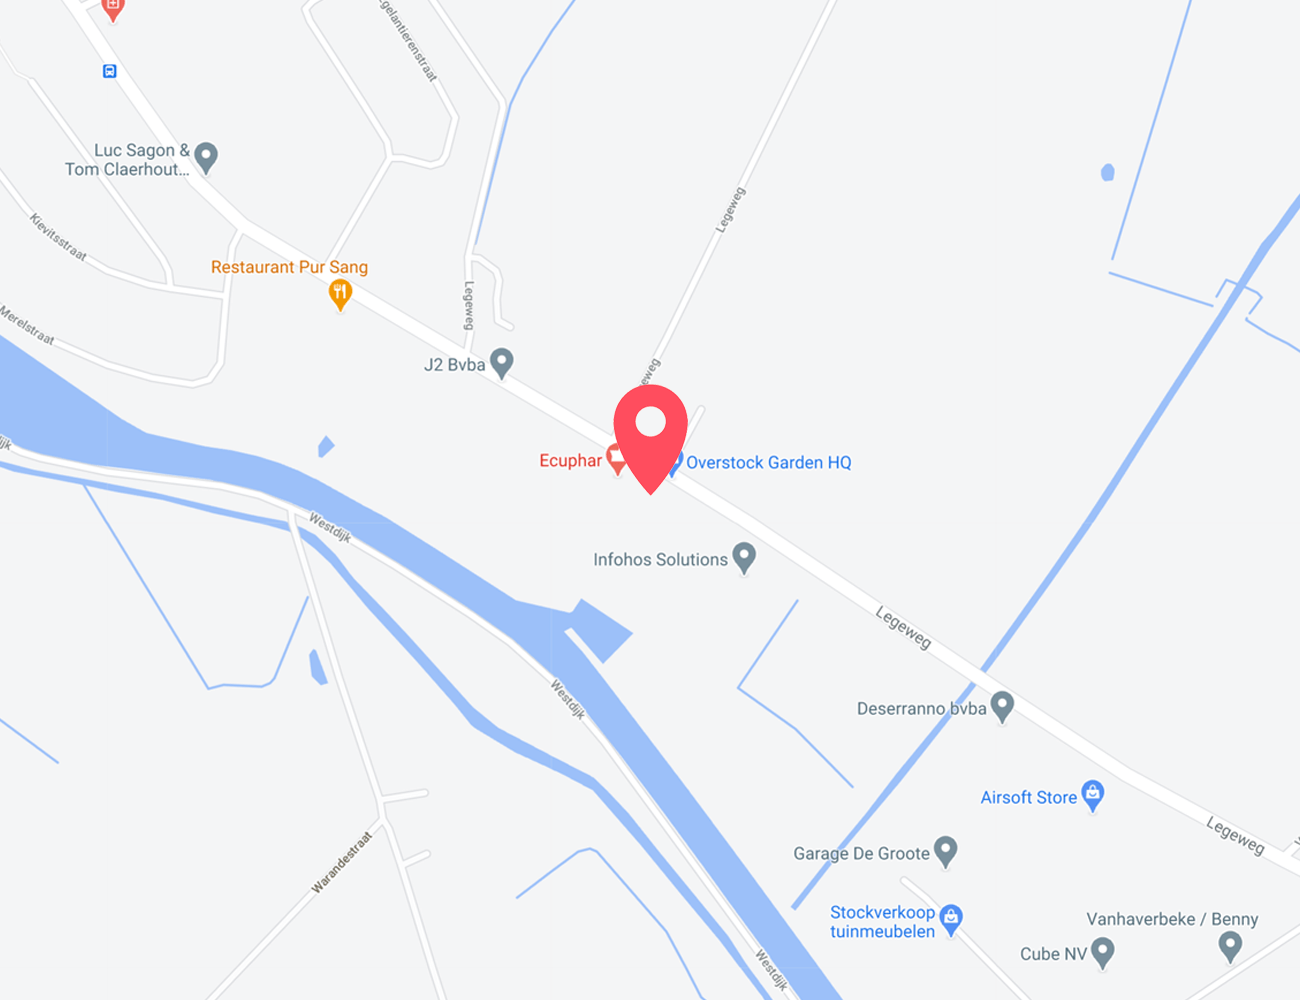 gelantierenstraat
Luc Sagon &
Tom Claerhout...
Kievitsstraat
Legeweg
Restaurant Pur Sang
Legeweg
Merelstraat
J2 Bvba
eweg
Ecuphar
Overstock Garden HQ
ijk
Westdijk
Infohos Solutions
Legeweg
Westdijk
Deserranno bvba
Airsoft Store
Legeweg
Garage De Groote
Warandestraat
Stockverkoop
tuinmeubelen
Vanhaverbeke / Benny
Cube NV
Westdijk